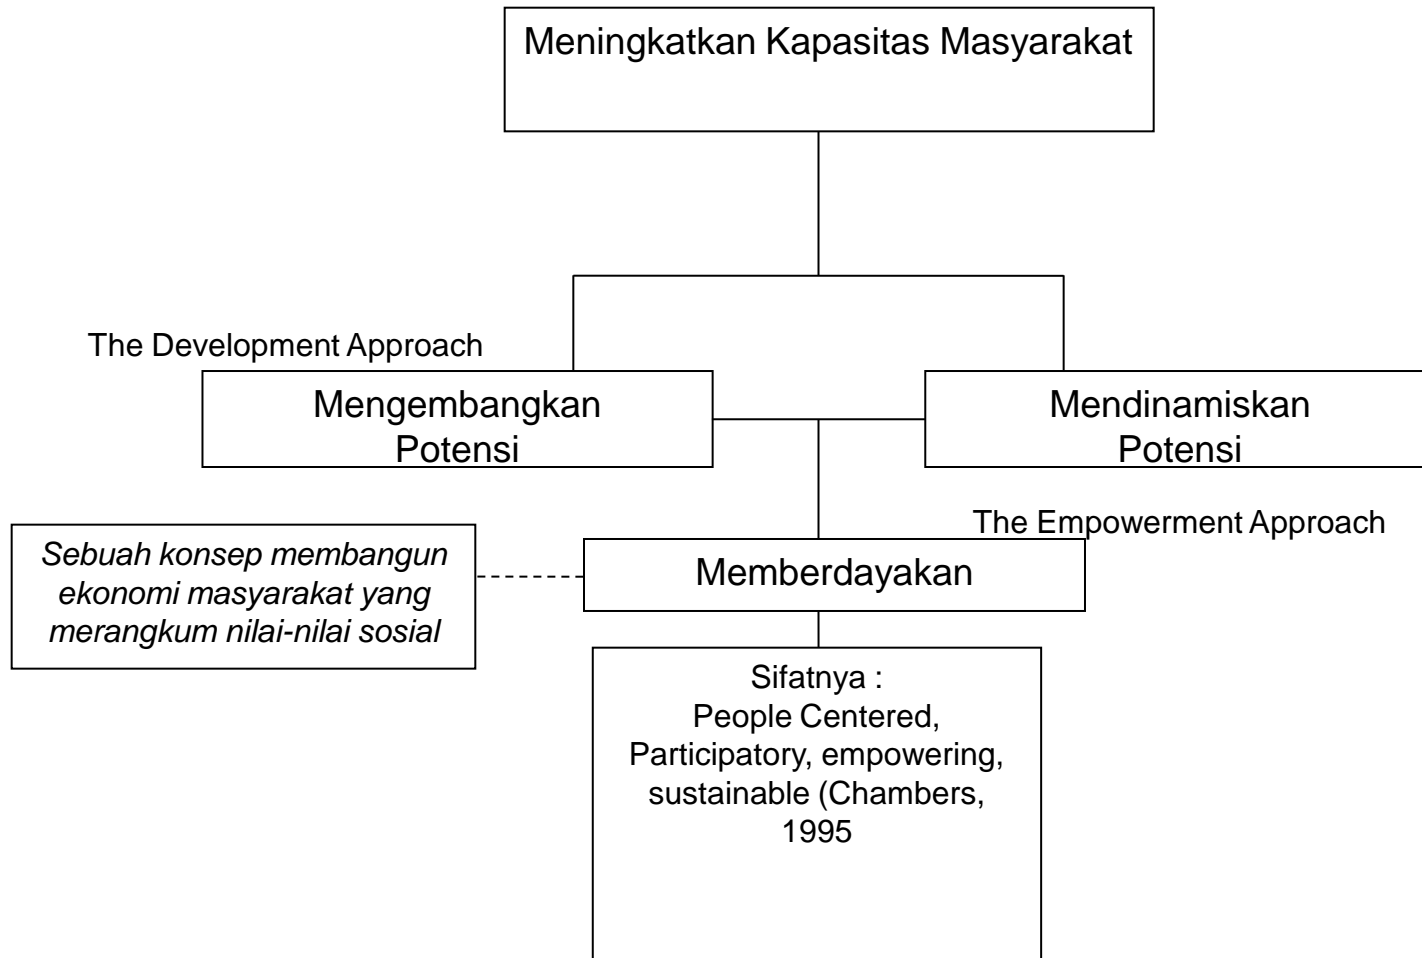 Meningkatkan Kapasitas Masyarakat
The Development Approach
Mengembangkan
Potensi
Mendinamiskan
Potensi
The Empowerment Approach
Sebuah konsep membangun
ekonomi masyarakat yang
merangkum nilai-nilai sosial
Memberdayakan
Sifatnya :
People Centered,
Participatory, empowering,
sustainable (Chambers,
1995